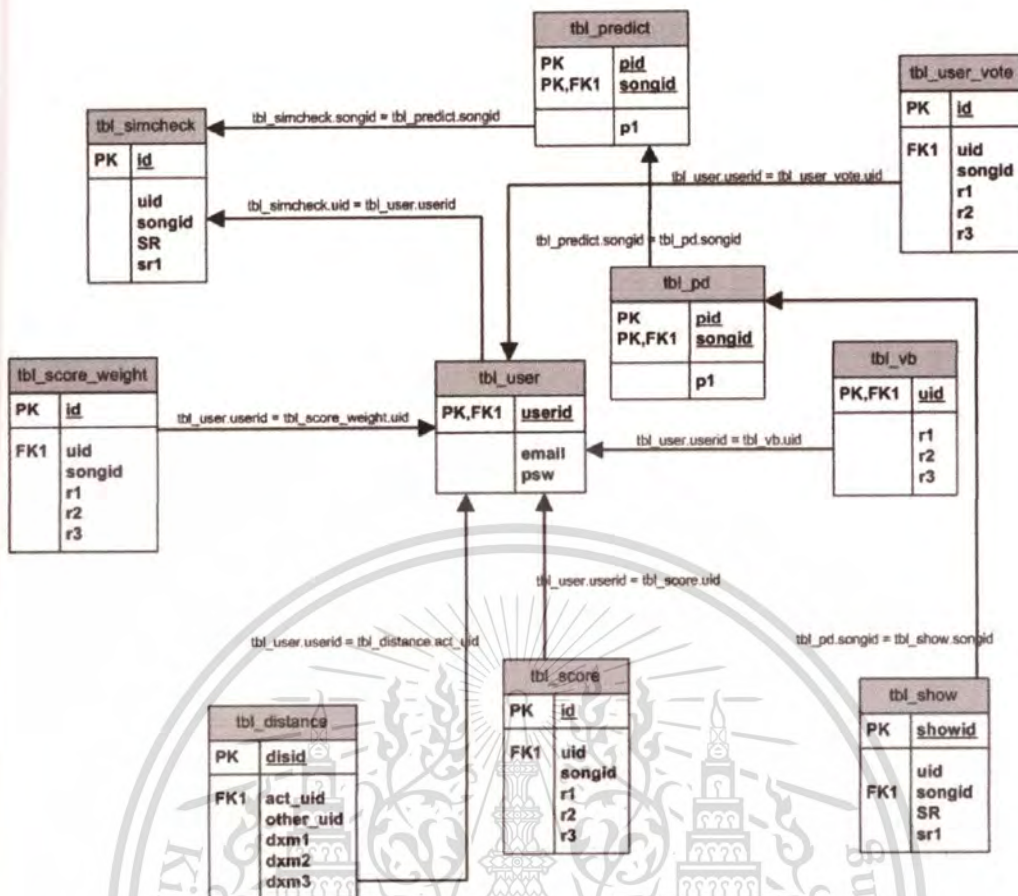 tbl_predict
PK pid
PK,FK1 songid
p1
tbl_user_vote
PK id
FK1 uid
songid
r1
r2
r3
tbl_simcheck
PK id
uid
songid
SR
sr1
tbl_simcheck.songid = tbl_predict.songid
tbl_simcheck.uid = tbl_user.userid
tbl_user.userid = tbl_user_vote.uid
tbl_predict.songid = tbl_pd.songid
tbl_pd
PK pid
PK,FK1 songid
p1
tbl_score_weight
PK id
FK1 uid
songid
r1
r2
r3
tbl_user.userid = tbl_score_weight.uid
tbl_user
PK,FK1 userid
email
psw
tbl_user.userid = tbl_vb.uid
tbl_vb
PK,FK1 uid
r1
r2
r3
tbl_user.userid = tbl_score.uid
tbl_user.userid = tbl_distance.act_uid
tbl_pd.songid = tbl_show.songid
tbl_distance
PK disid
FK1 act_uid
other_uid
dxm1
dxm2
dxm3
tbl_score
PK id
FK1 uid
songid
r1
r2
r3
tbl_show
PK showid
uid
FK1 songid
SR
sr1